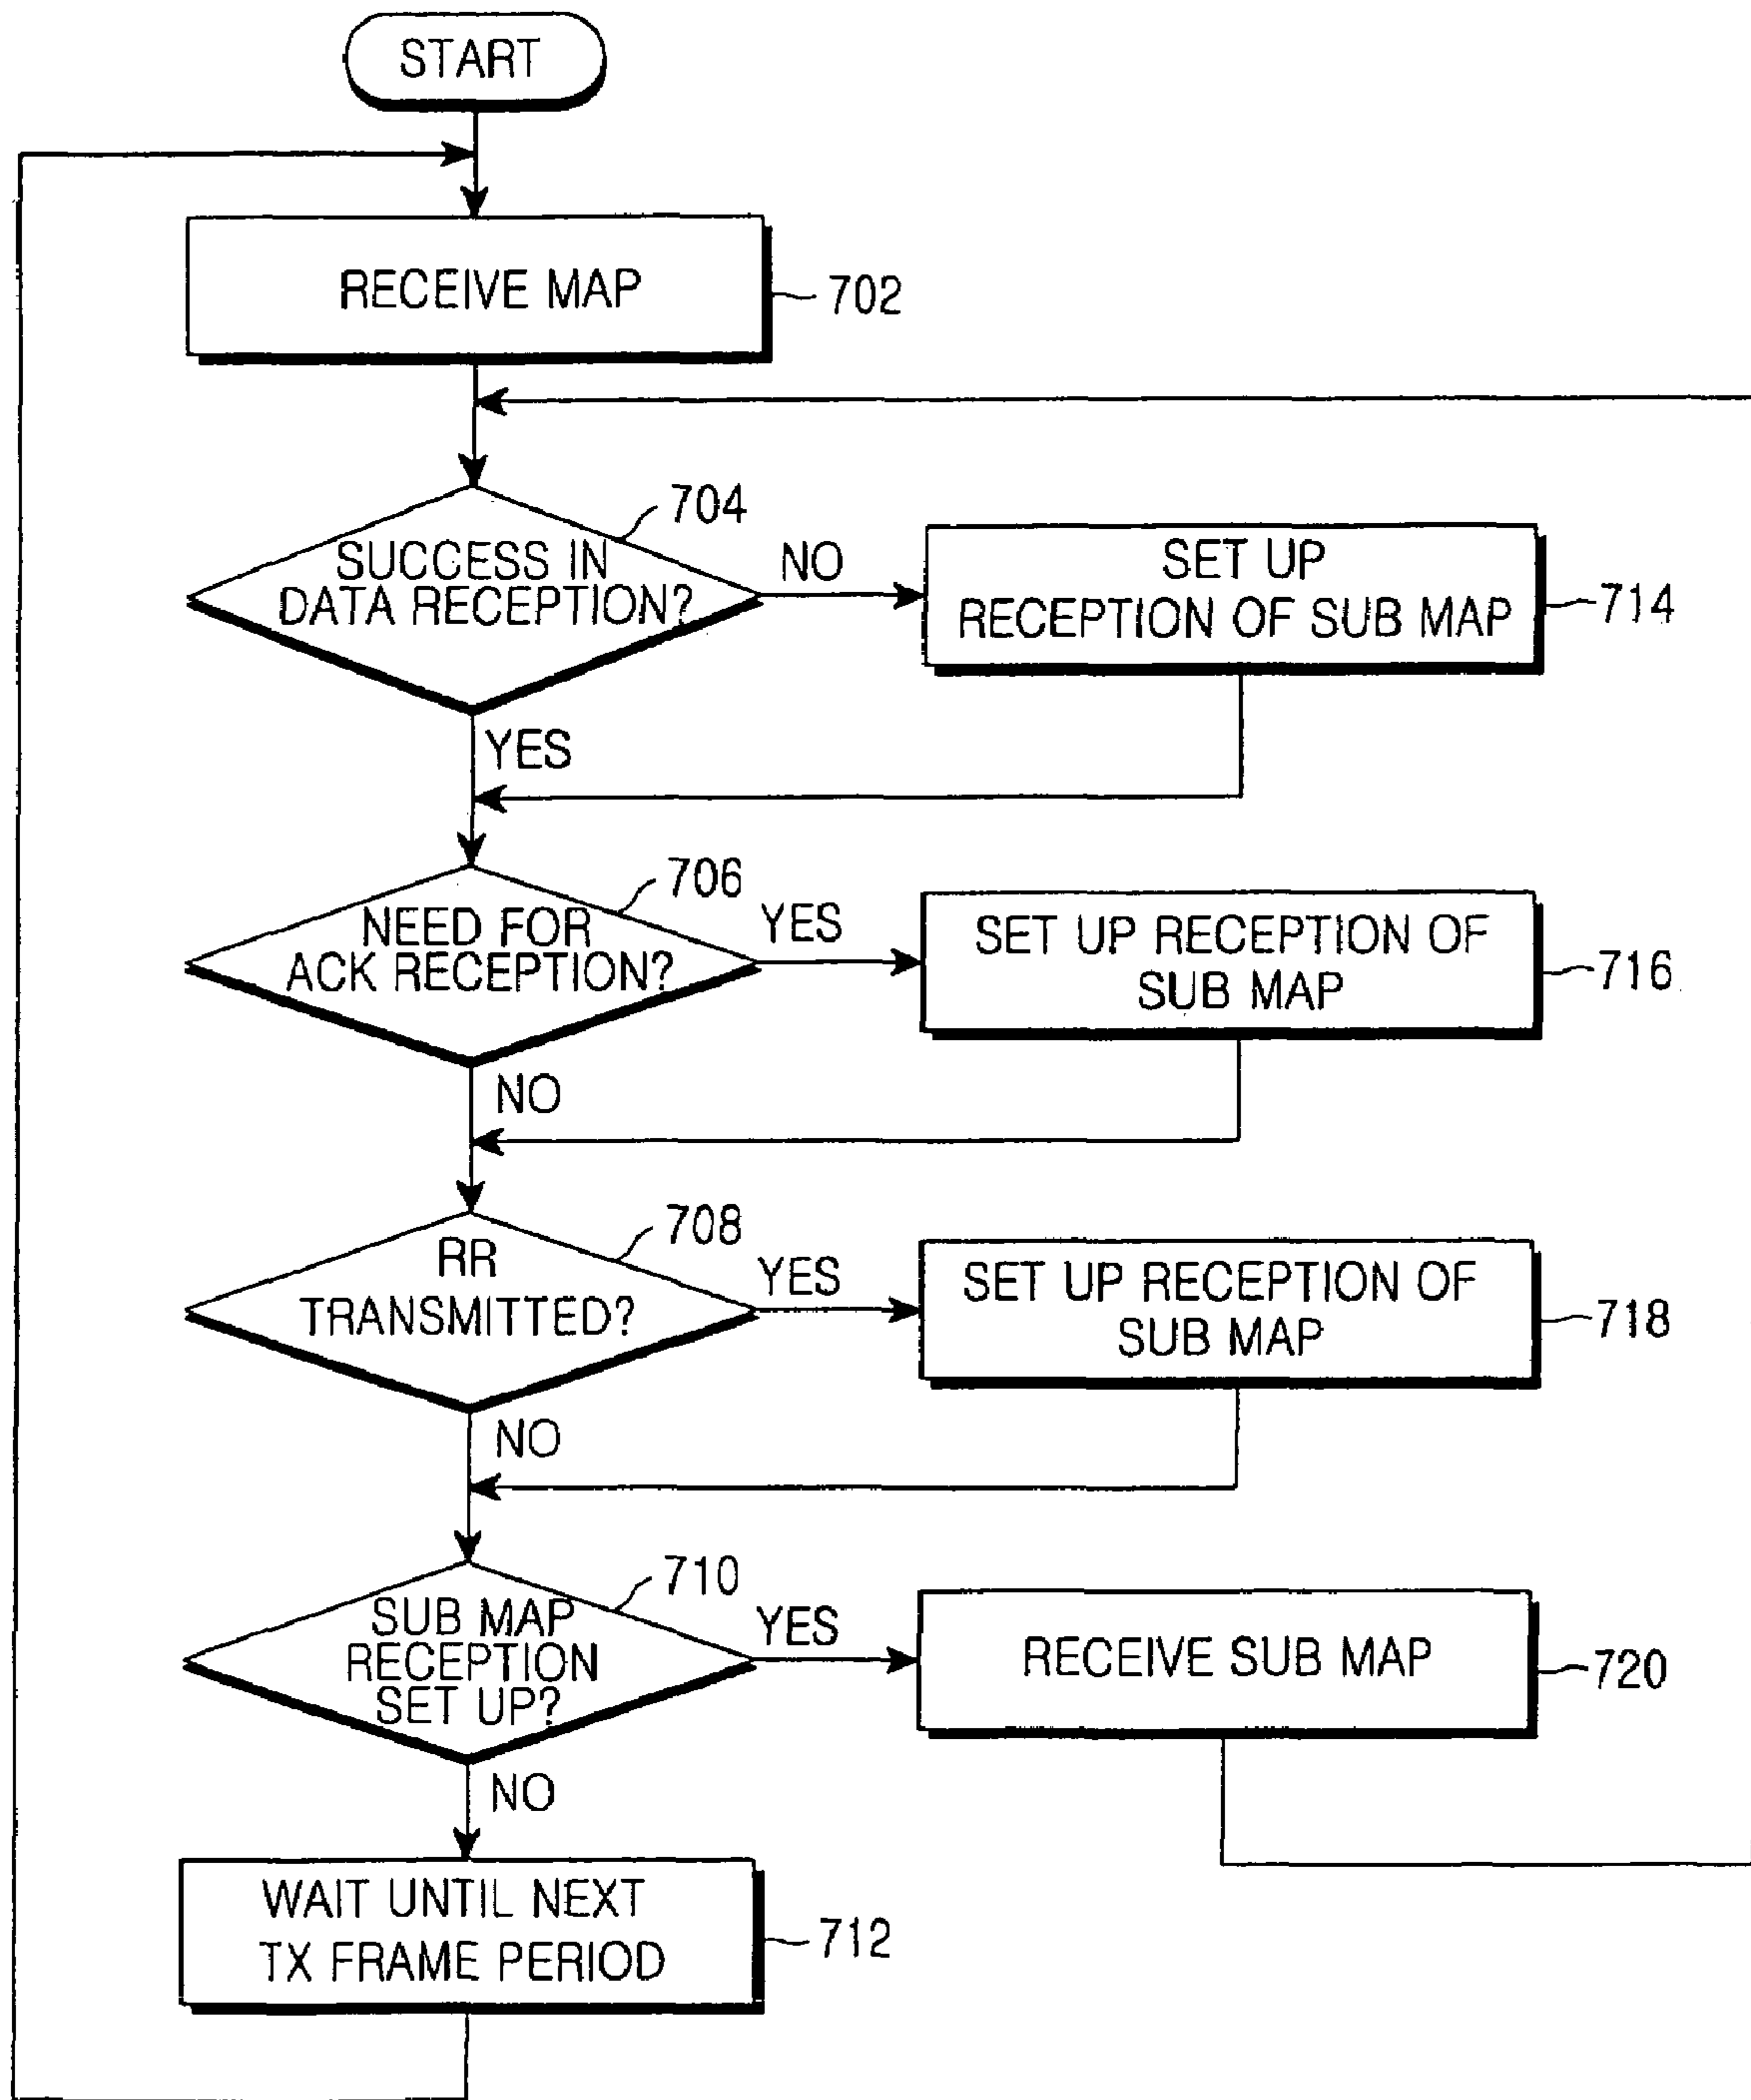 START
RECEIVE MAP
702
704
SUCCESS IN
DATA RECEPTION?
NO
SET UP
RECEPTION OF SUB MAP
714
YES
706
NEED FOR
ACK RECEPTION?
YES
SET UP RECEPTION OF
SUB MAP
716
NO
708
RR
TRANSMITTED?
YES
SET UP RECEPTION OF
SUB MAP
718
NO
710
SUB MAP
RECEPTION
SET UP?
YES
RECEIVE SUB MAP
720
NO
WAIT UNTIL NEXT
TX FRAME PERIOD
712